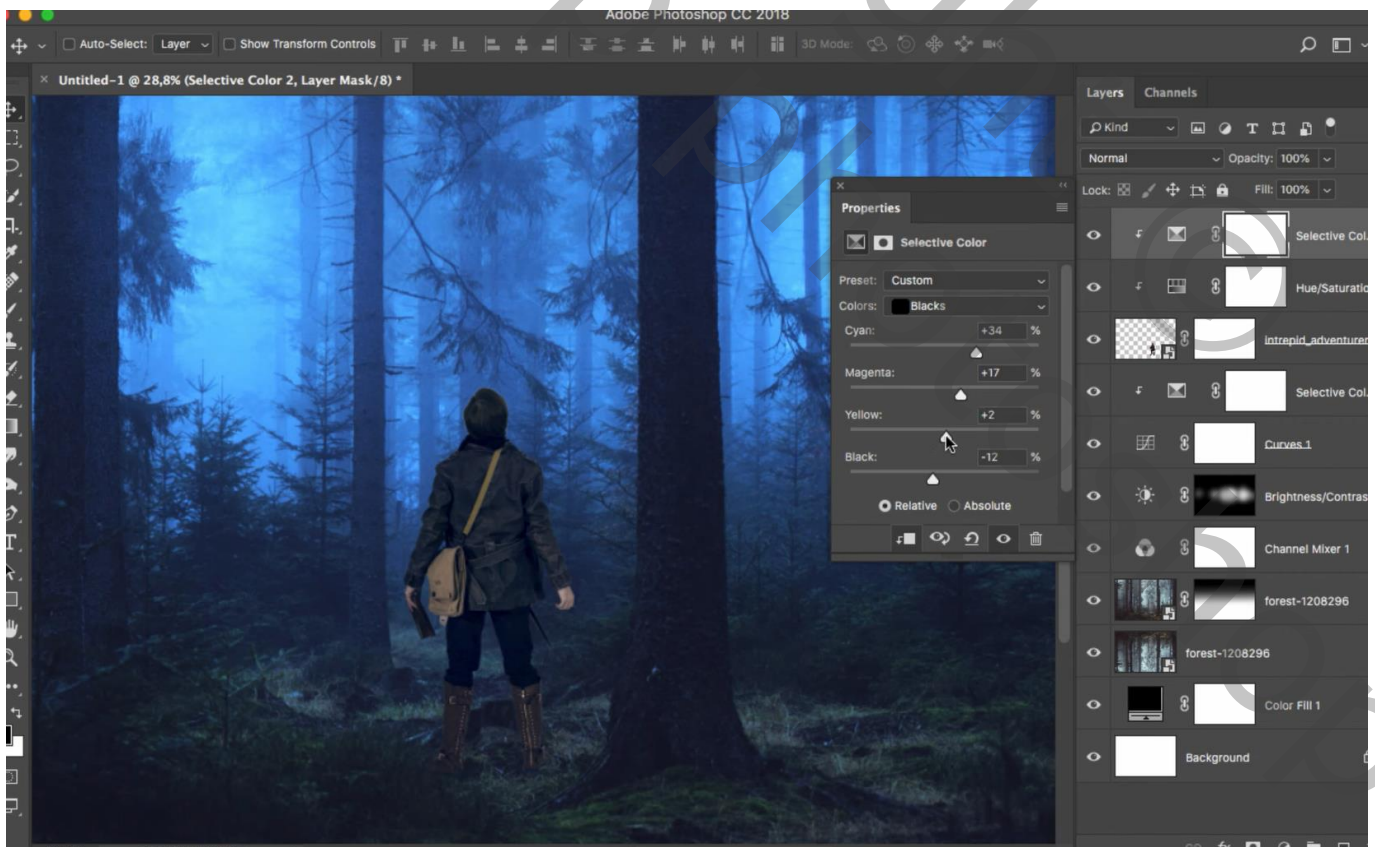 Adobe Photoshop CC 2018
Auto-Select: Layer Show Transform Controls 3D Mode:
× Untitled-1 @ 28,8% (Selective Color 2, Layer Mask/8) *
Layers Channels
Kind
Normal Opacity: 100%
Lock: Fill: 100%
Properties
Selective Color
Preset: Custom
Colors: Blacks
Cyan: +34 %
Magenta: +17 %
Yellow: +2 %
Black: -12 %
Relative Absolute
Selective Col
Hue/Saturatio
intrepid_adventurer
Selective Col
Curves 1
Brightness/Contras
Channel Mixer 1
forest-1208296
forest-1208296
Color Fill 1
Background